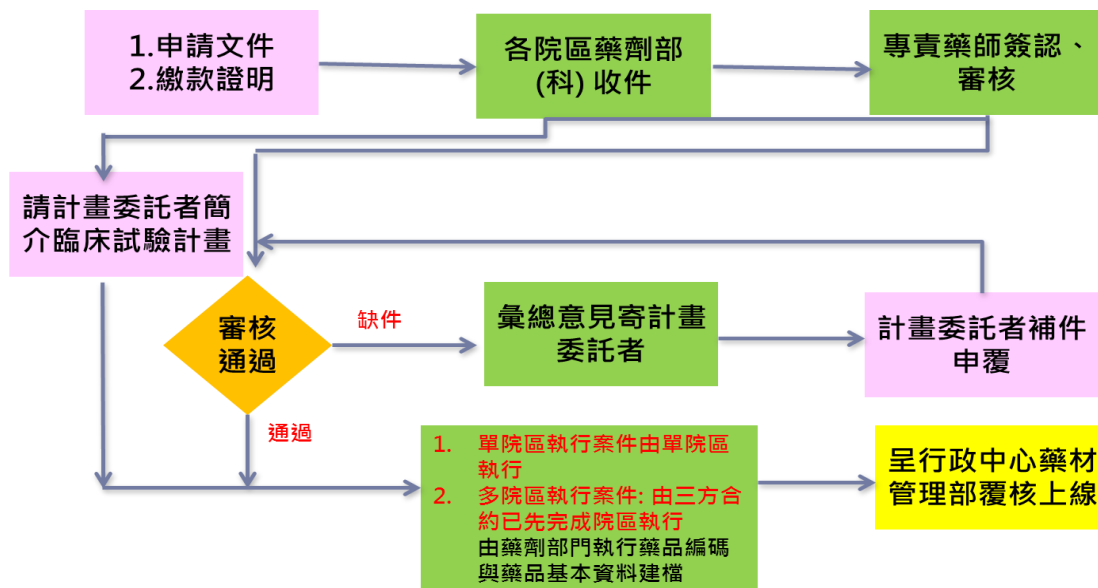 1.申請文件
2.繳款證明
各院區藥劑部
(科) 收件
專責藥師簽認、
審核
請計畫委託者簡
介臨床試驗計畫
審核
通過
缺件
彙總意見寄計畫
委託者
計畫委託者補件
申覆
通過
1. 單院區執行案件由單院區
執行
2. 多院區執行案件: 由三方合
約已先完成院區執行
由藥劑部門執行藥品編碼
與藥品基本資料建檔
呈行政中心藥材
管理部覆核上線